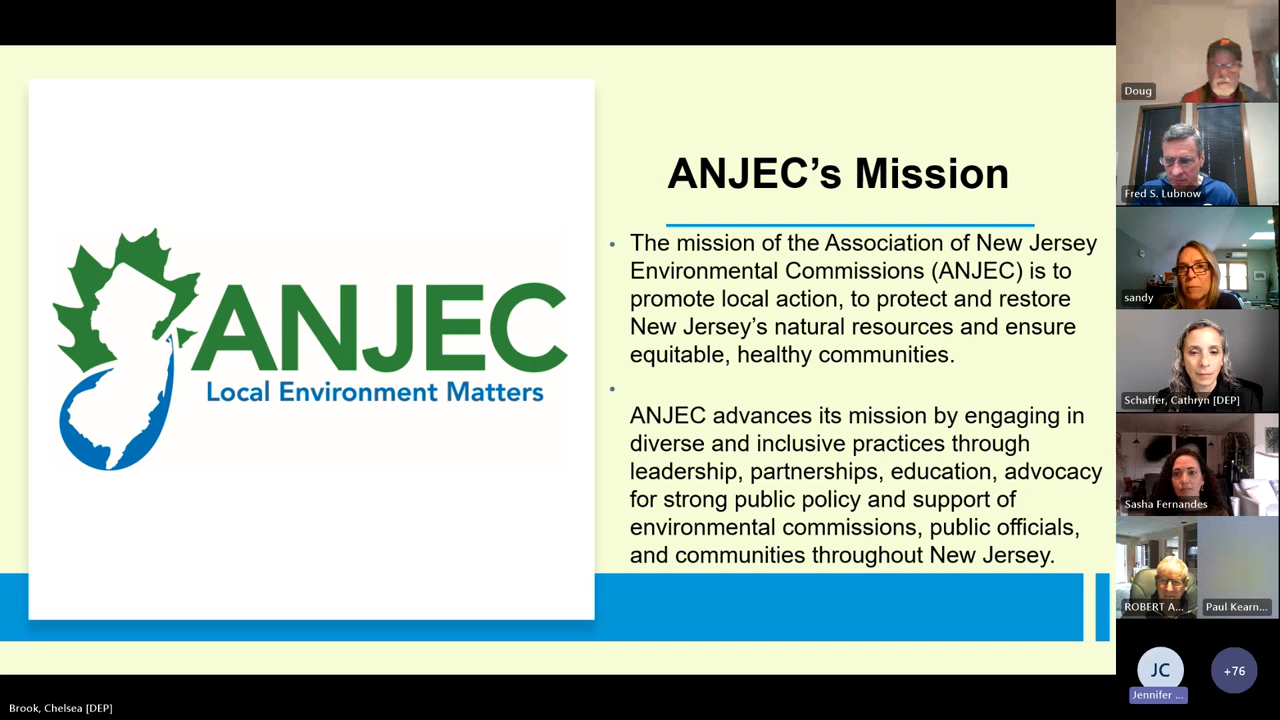 ANJEC
Local Environment Matters
ANJEC’s Mission
• The mission of the Association of New Jersey
Environmental Commissions (ANJEC) is to
promote local action, to protect and restore
New Jersey’s natural resources and ensure
equitable, healthy communities.
•
ANJEC advances its mission by engaging in
diverse and inclusive practices through
leadership, partnerships, education, advocacy
for strong public policy and support of
environmental commissions, public officials,
and communities throughout New Jersey.
Doug
Fred S. Lubnow
sandy
Schaffer, Cathryn [DEP]
Sasha Fernandes
ROBERT A...
Paul Kearn...
JC
Jennifer ...
+76
Brook, Chelsea [DEP]